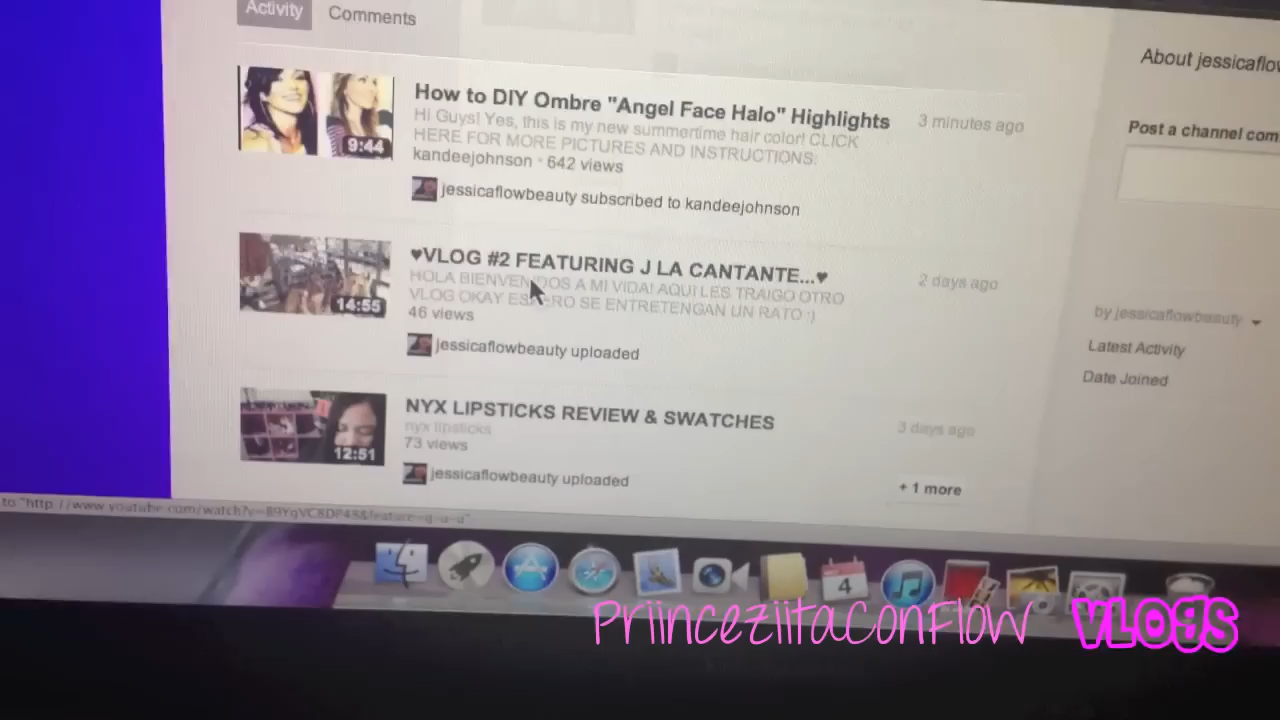 Activity Comments
About jessicaflow
How to DIY Ombre "Angel Face Halo" Highlights
3 minutes ago
HI Guys! Yes, this is my new summertime hair color! CLICK
HERE FOR MORE PICTURES AND INSTRUCTIONS:
kandeejohnson · 642 views
9:44
jessicaflowbeauty subscribed to kandeejohnson
Post a channel com
♥VLOG #2 FEATURING J LA CANTANTE...♥
2 days ago
HOLA BIENVENIDOS A MI VIDA! AQUI LES TRAIGO OTRO
VLOG OKAY ESPERO SE ENTRETENGAN UN RATO :)
46 views
14:55
jessicaflowbeauty uploaded
by jessicaflowbeauty
Latest Activity
Date Joined
NYX LIPSTICKS REVIEW & SWATCHES
3 days ago
nyx lipsticks
73 views
12:51
jessicaflowbeauty uploaded
+ 1 more
to "http://www.youtube.com/watch?v=
4
PriinceziitaConFlow VLOGS